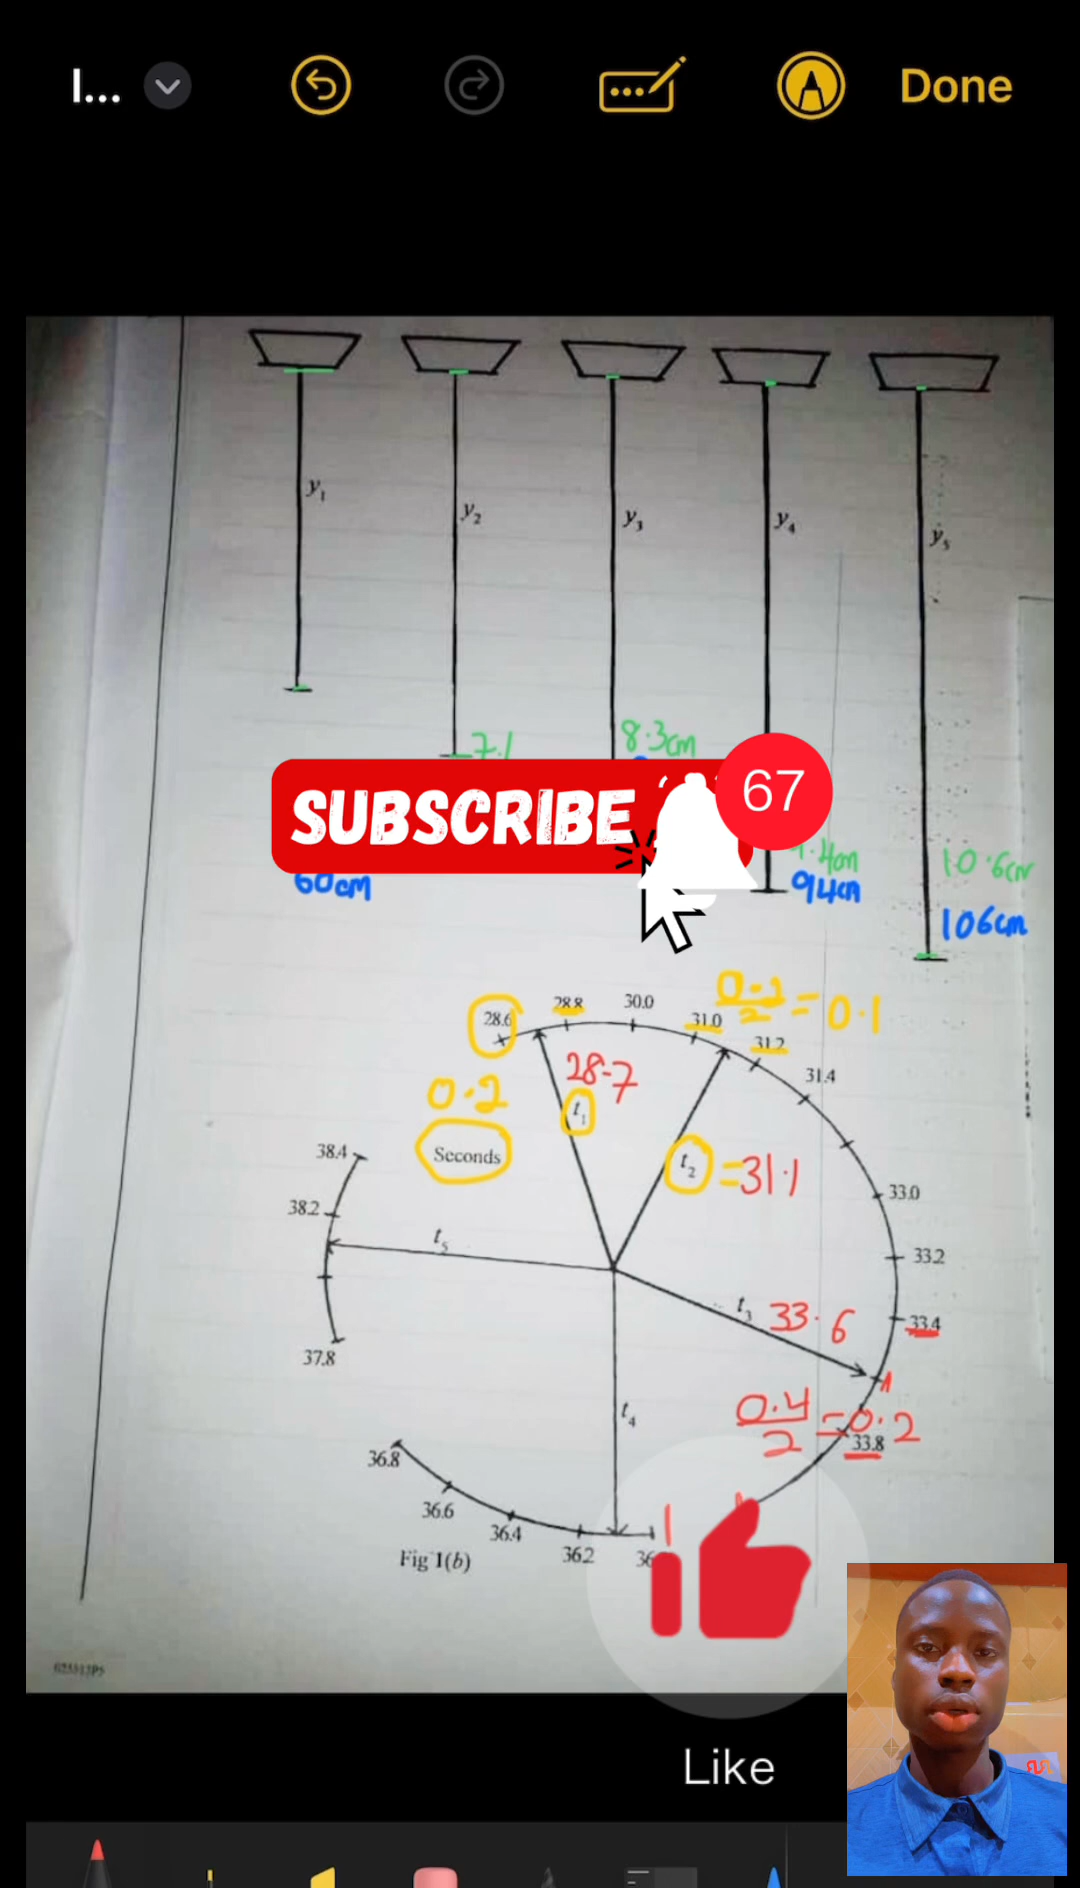 I...
Done
y₁
y₂
y₃
y₄
y₅
7.1
8.3cm
SUBSCRIBE
67
60cm
94cm
10.6cm
106cm
28.6
28.8
30.0
31.0
= 0.1
31.2
31.4
28.7
0.2
t₁
Seconds
t₂
=31.1
38.4
38.2
t₅
33.0
33.2
t₃
33.6
33.4
37.8
0.4/2 = 0.2
33.8
t₄
36.8
36.6
36.4
36.2
Fig 1(b)
Like